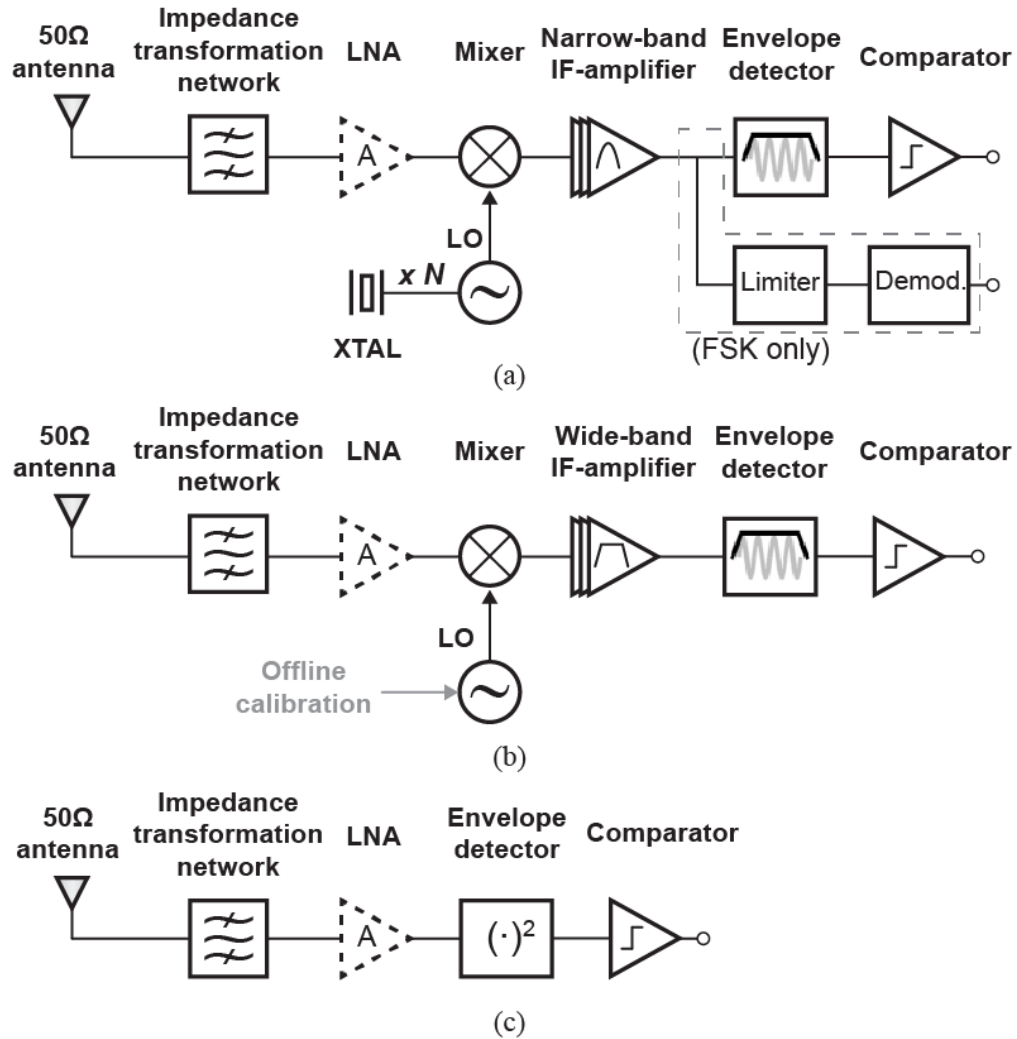 50Ω
antenna
Impedance
transformation
network
LNA
Mixer
Narrow-band
IF-amplifier
Envelope
detector
Comparator
A
LO
x N
XTAL
Limiter
Demod.
(FSK only)
(a)
50Ω
antenna
Impedance
transformation
network
LNA
Mixer
Wide-band
IF-amplifier
Envelope
detector
Comparator
A
LO
Offline
calibration
(b)
50Ω
antenna
Impedance
transformation
network
LNA
Envelope
detector
Comparator
A
(·)²
(c)